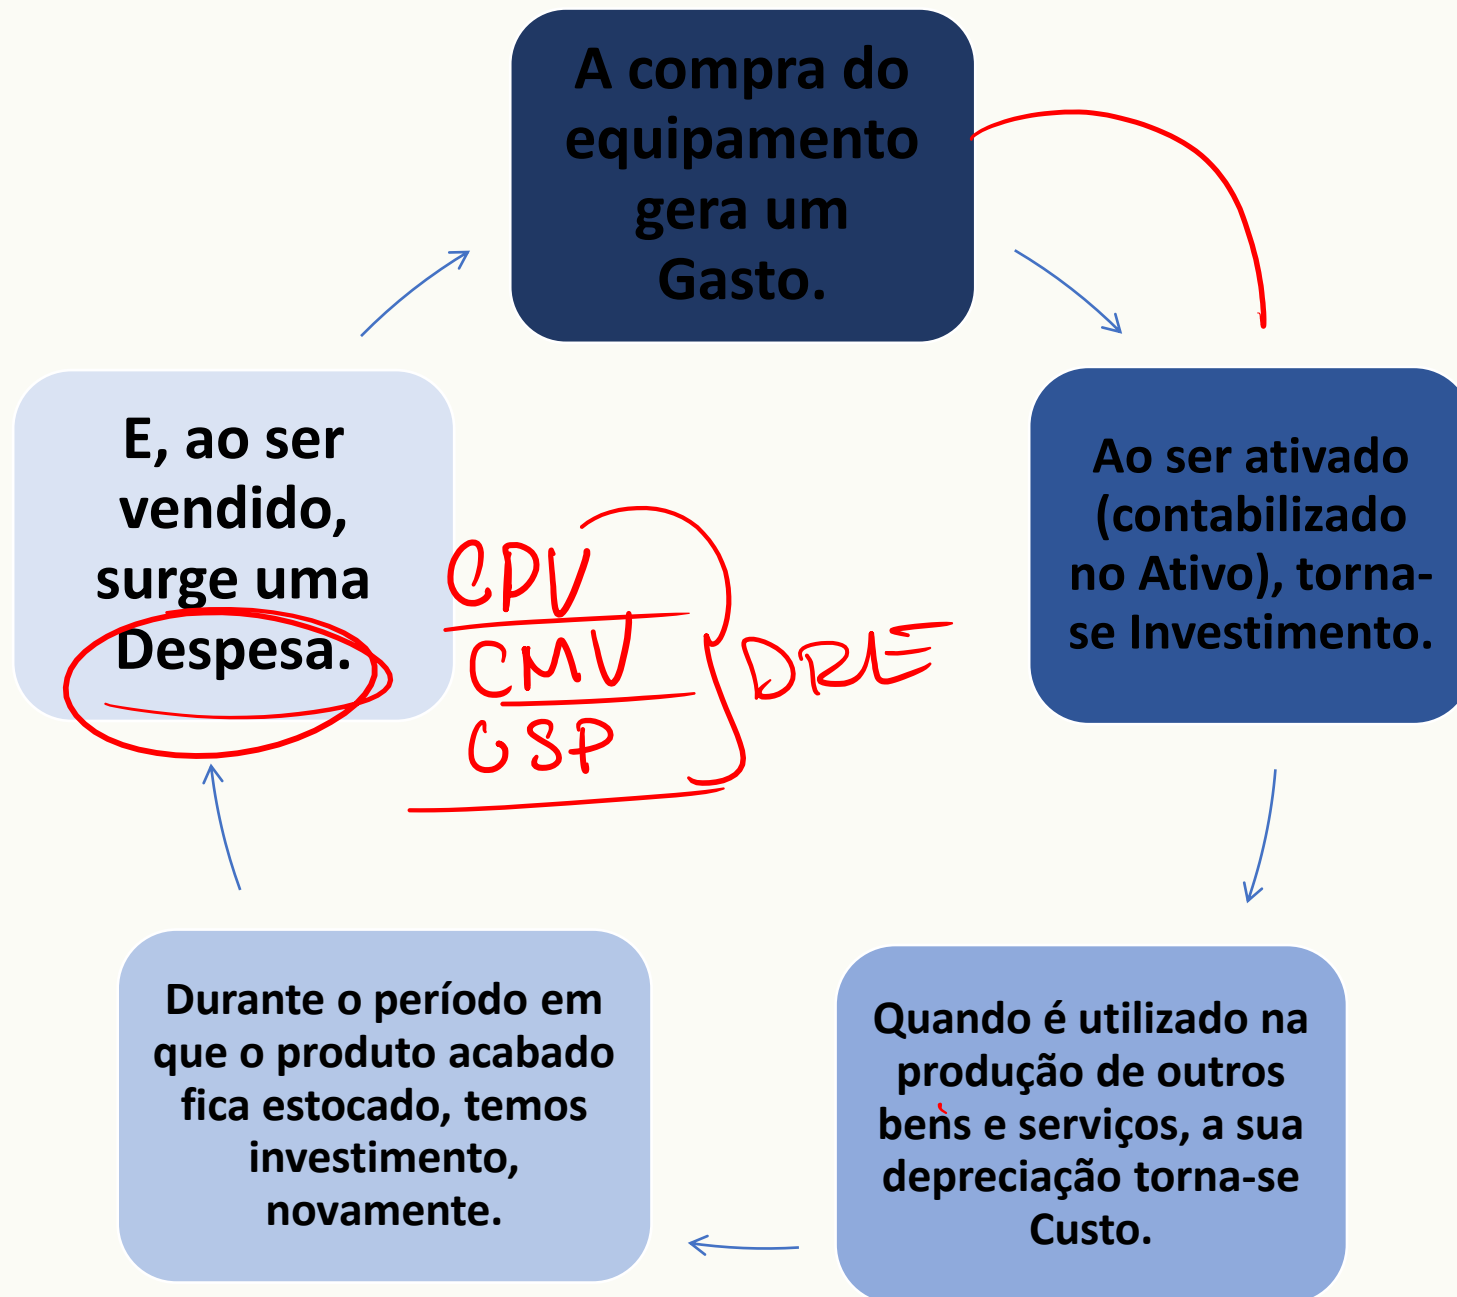 A compra do
equipamento
gera um
Gasto.
Ao ser ativado
(contabilizado
no Ativo), torna-
se Investimento.
Quando é utilizado na
produção de outros
bens e serviços, a sua
depreciação torna-se
Custo.
Durante o período em
que o produto acabado
fica estocado, temos
investimento,
novamente.
E, ao ser
vendido,
surge uma
Despesa.
CPV
CMV
CSP
DRE